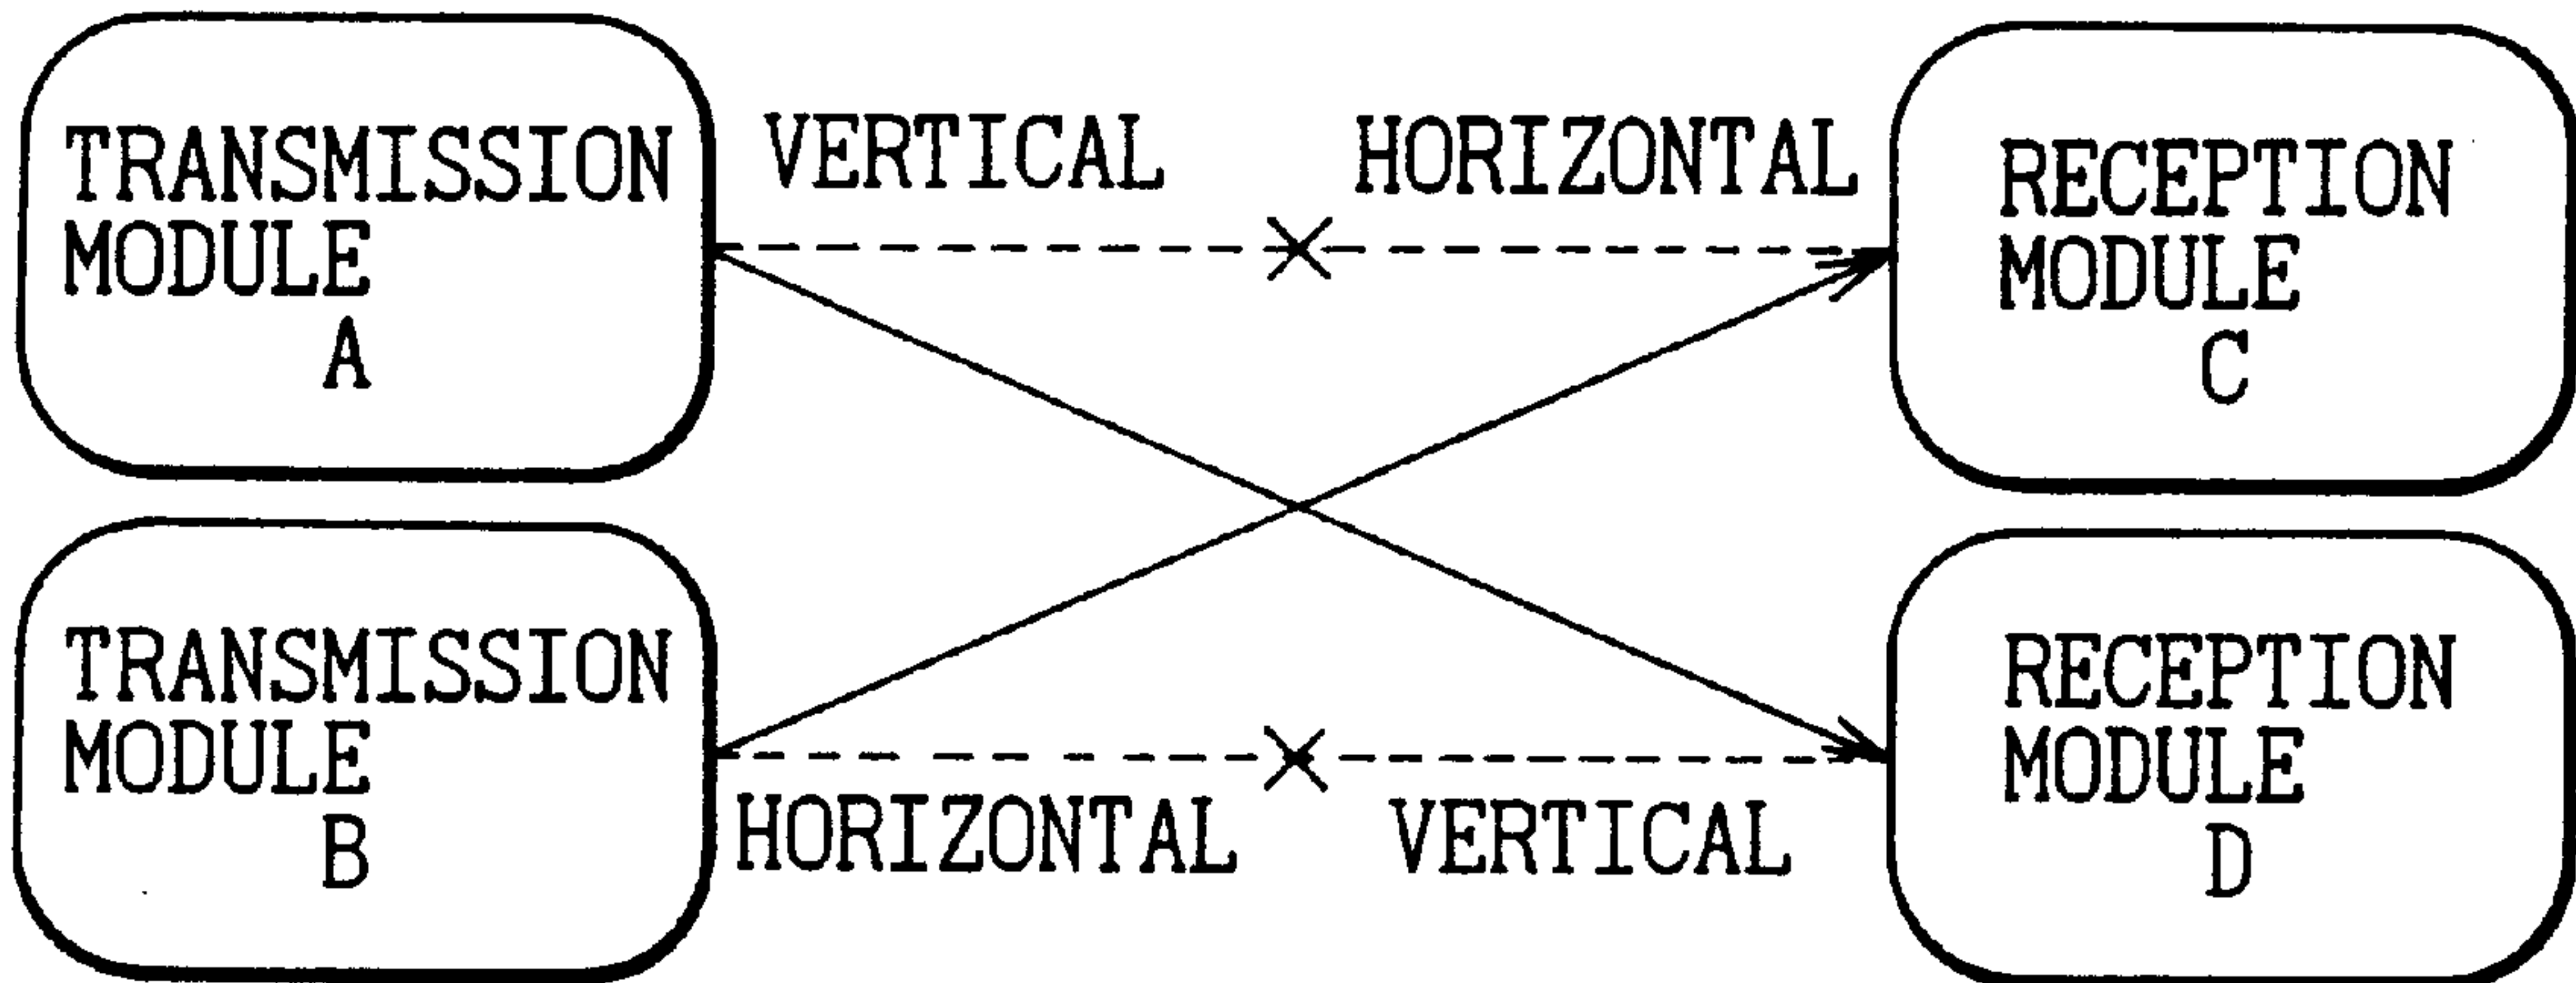 TRANSMISSION
MODULE
A
VERTICAL
HORIZONTAL
RECEPTION
MODULE
C
TRANSMISSION
MODULE
B
HORIZONTAL
VERTICAL
RECEPTION
MODULE
D